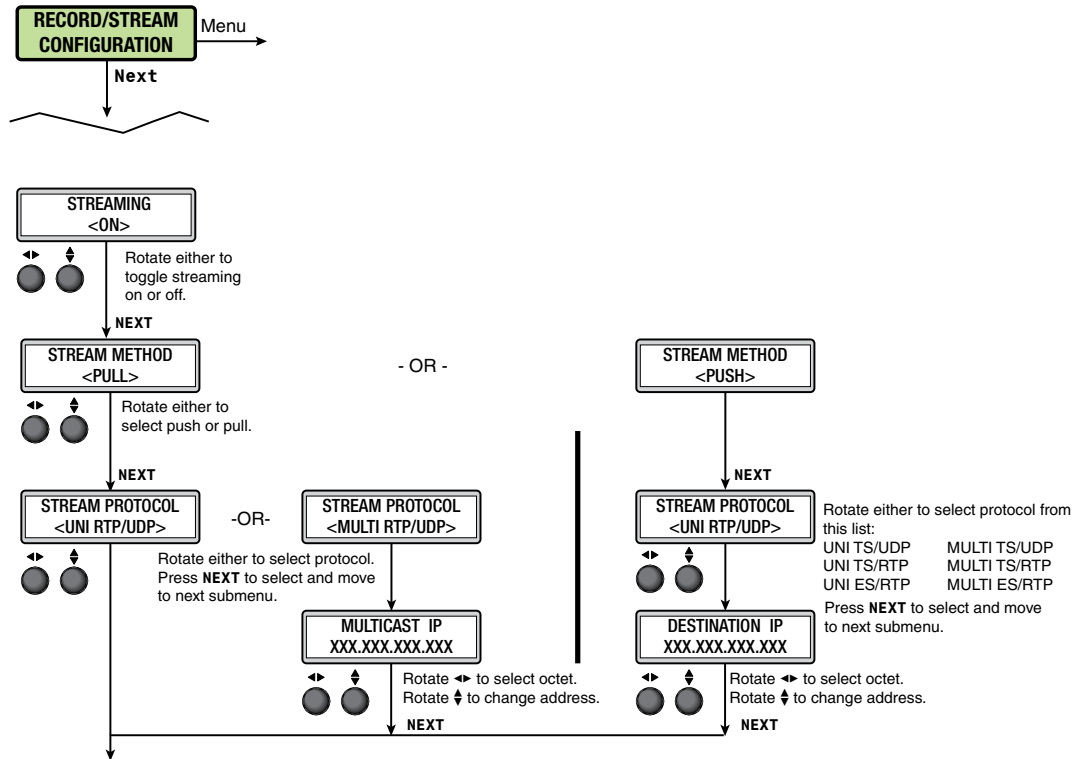 RECORD/STREAM
CONFIGURATION
Menu
Next
STREAMING
<ON>
Rotate either to
toggle streaming
on or off.
NEXT
STREAM METHOD
<PULL>
Rotate either to
select push or pull.
- OR -
STREAM METHOD
<PUSH>
NEXT
STREAM PROTOCOL
<UNI RTP/UDP>
-OR-
STREAM PROTOCOL
<MULTI RTP/UDP>
Rotate either to select protocol.
Press NEXT to select and move
to next submenu.
MULTICAST IP
XXX.XXX.XXX.XXX
Rotate ◂▸ to select octet.
Rotate ▴▾ to change address.
NEXT
NEXT
STREAM PROTOCOL
<UNI RTP/UDP>
Rotate either to select protocol from
this list:
UNI TS/UDP MULTI TS/UDP
UNI TS/RTP MULTI TS/RTP
UNI ES/RTP MULTI ES/RTP
Press NEXT to select and move
to next submenu.
DESTINATION IP
XXX.XXX.XXX.XXX
Rotate ◂▸ to select octet.
Rotate ▴▾ to change address.
NEXT